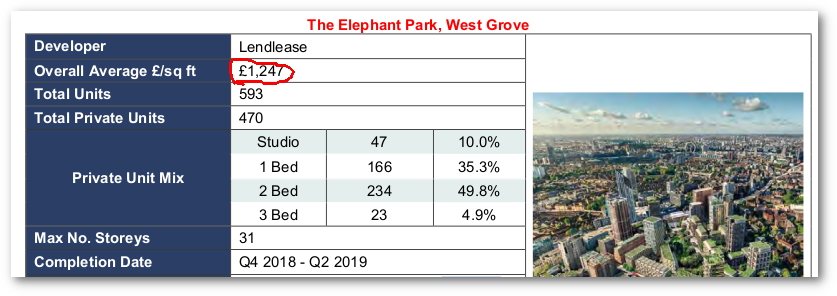 The Elephant Park, West Grove
Developer Lendlease
Overall Average £/sq ft £1,247
Total Units 593
Total Private Units 470
Private Unit Mix
Studio 47 10.0%
1 Bed 166 35.3%
2 Bed 234 49.8%
3 Bed 23 4.9%
Max No. Storeys 31
Completion Date Q4 2018 - Q2 2019